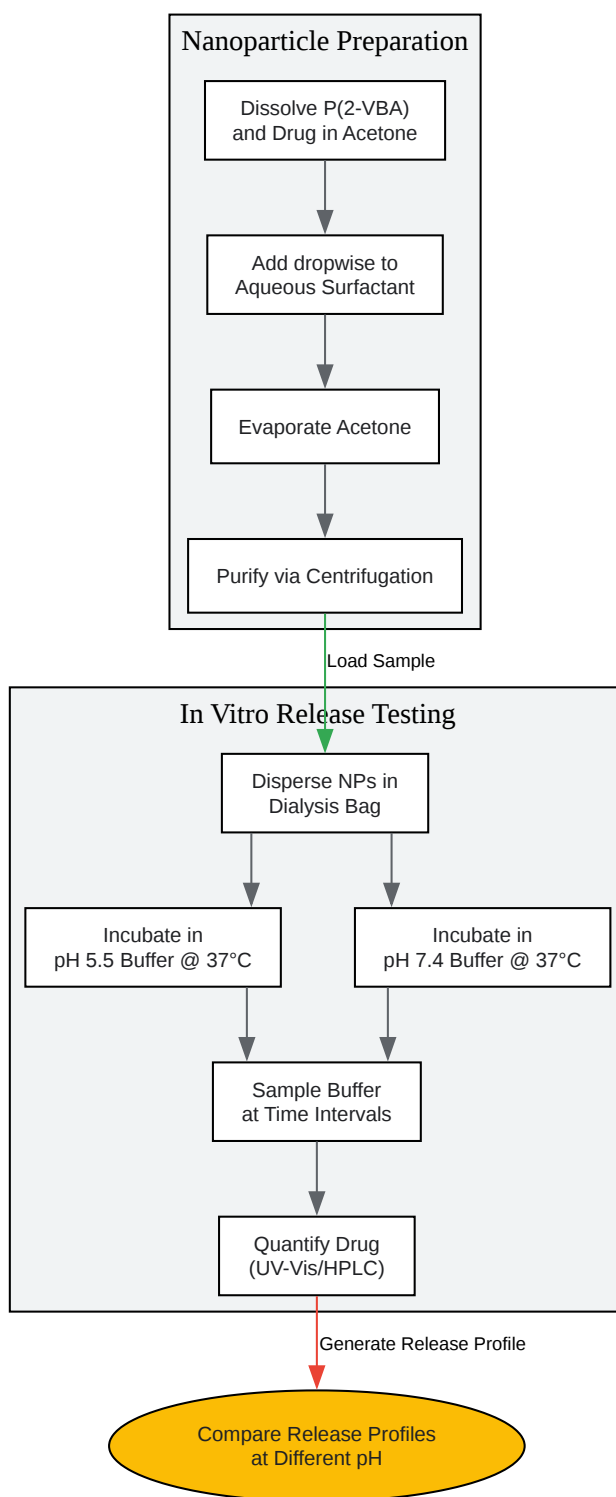 Nanoparticle Preparation
Dissolve P(2-VBA)
and Drug in Acetone
Add dropwise to
Aqueous Surfactant
Evaporate Acetone
Purify via Centrifugation
Load Sample
In Vitro Release Testing
Disperse NPs in
Dialysis Bag
Incubate in
pH 5.5 Buffer @ 37°C
Incubate in
pH 7.4 Buffer @ 37°C
Sample Buffer
at Time Intervals
Quantify Drug
(UV-Vis/HPLC)
Generate Release Profile
Compare Release Profiles
at Different pH